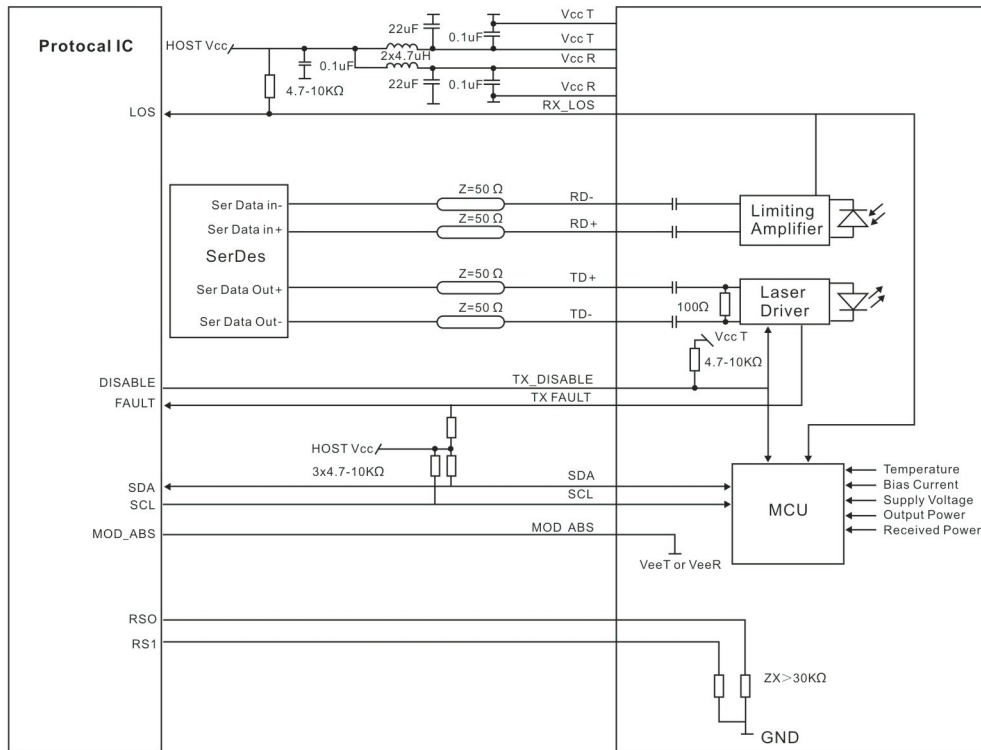 Protocal IC
HOST Vcc
22uF
0.1uF
Vcc T
Vcc T
0.1uF
2x4.7uH
Vcc R
4.7-10KΩ
22uF
0.1uF
Vcc R
LOS
RX_LOS
Z=50 Ω
RD-
Ser Data in-
Z=50 Ω
RD+
Ser Data in+
Limiting
Amplifier
SerDes
Z=50 Ω
TD+
Ser Data Out+
Z=50 Ω
TD-
Ser Data Out-
100Ω
Laser
Driver
Vcc T
4.7-10KΩ
DISABLE
TX_DISABLE
FAULT
TX FAULT
HOST Vcc
3x4.7-10KΩ
SDA
SDA
SCL
SCL
MCU
Temperature
Bias Current
Supply Voltage
Output Power
Received Power
MOD_ABS
MOD ABS
VeeT or VeeR
RSO
RS1
ZX>30KΩ
GND